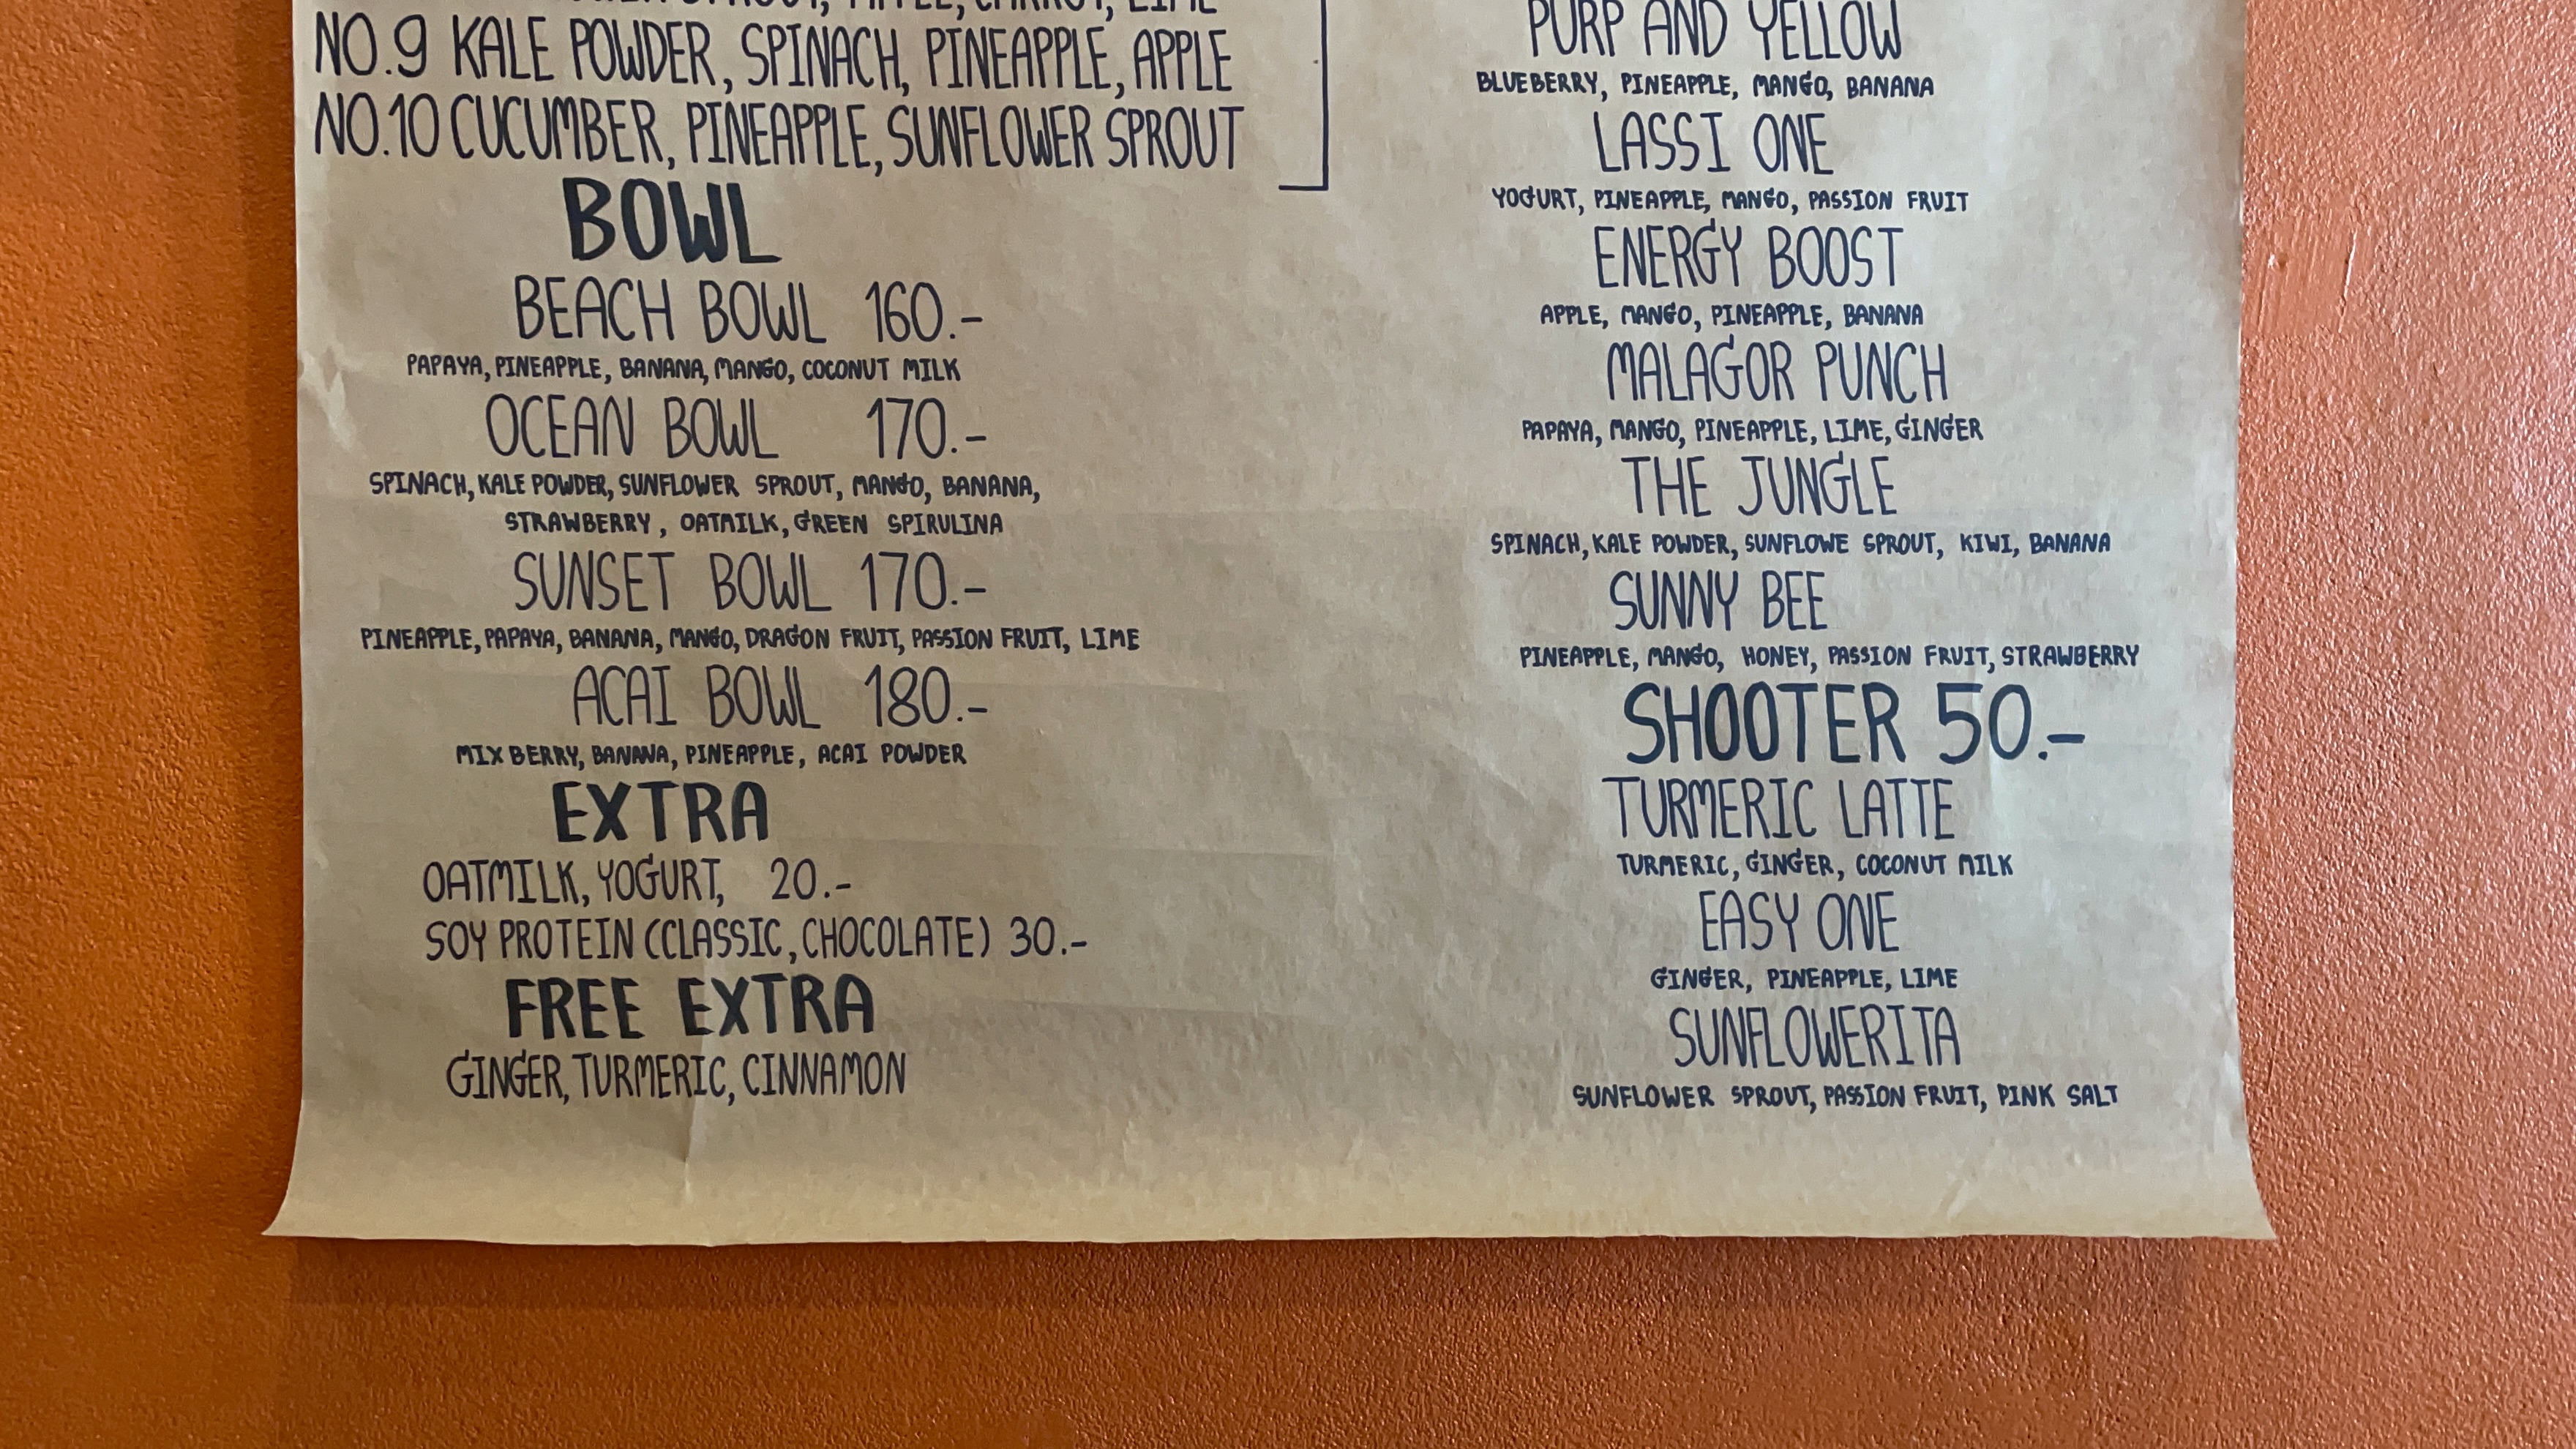 NO.9 KALE POWDER, SPINACH, PINEAPPLE, APPLE
NO.10 CUCUMBER, PINEAPPLE, SUNFLOWER SPROUT
BOWL
BEACH BOWL 160.-
PAPAYA, PINEAPPLE, BANANA, MANGO, COCONUT MILK
OCEAN BOWL 170.-
SPINACH, KALE POWDER, SUNFLOWER SPROUT, MANGO, BANANA,
STRAWBERRY, OATMILK, GREEN SPIRULINA
SUNSET BOWL 170.-
PINEAPPLE, PAPAYA, BANANA, MANGO, DRAGON FRUIT, PASSION FRUIT, LIME
ACAI BOWL 180.-
MIX BERRY, BANANA, PINEAPPLE, ACAI POWDER
EXTRA
OATMILK, YOGURT, 20.-
SOY PROTEIN (CLASSIC, CHOCOLATE) 30.-
FREE EXTRA
GINGER, TURMERIC, CINNAMON
PURP AND YELLOW
BLUEBERRY, PINEAPPLE, MANGO, BANANA
LASSI ONE
YOGURT, PINEAPPLE, MANGO, PASSION FRUIT
ENERGY BOOST
APPLE, MANGO, PINEAPPLE, BANANA
MALAGOR PUNCH
PAPAYA, MANGO, PINEAPPLE, LIME, GINGER
THE JUNGLE
SPINACH, KALE POWDER, SUNFLOWE SPROUT, KIWI, BANANA
SUNNY BEE
PINEAPPLE, MANGO, HONEY, PASSION FRUIT, STRAWBERRY
SHOOTER 50.-
TURMERIC LATTE
TURMERIC, GINGER, COCONUT MILK
EASY ONE
GINGER, PINEAPPLE, LIME
SUNFLOWERITA
SUNFLOWER SPROUT, PASSION FRUIT, PINK SALT